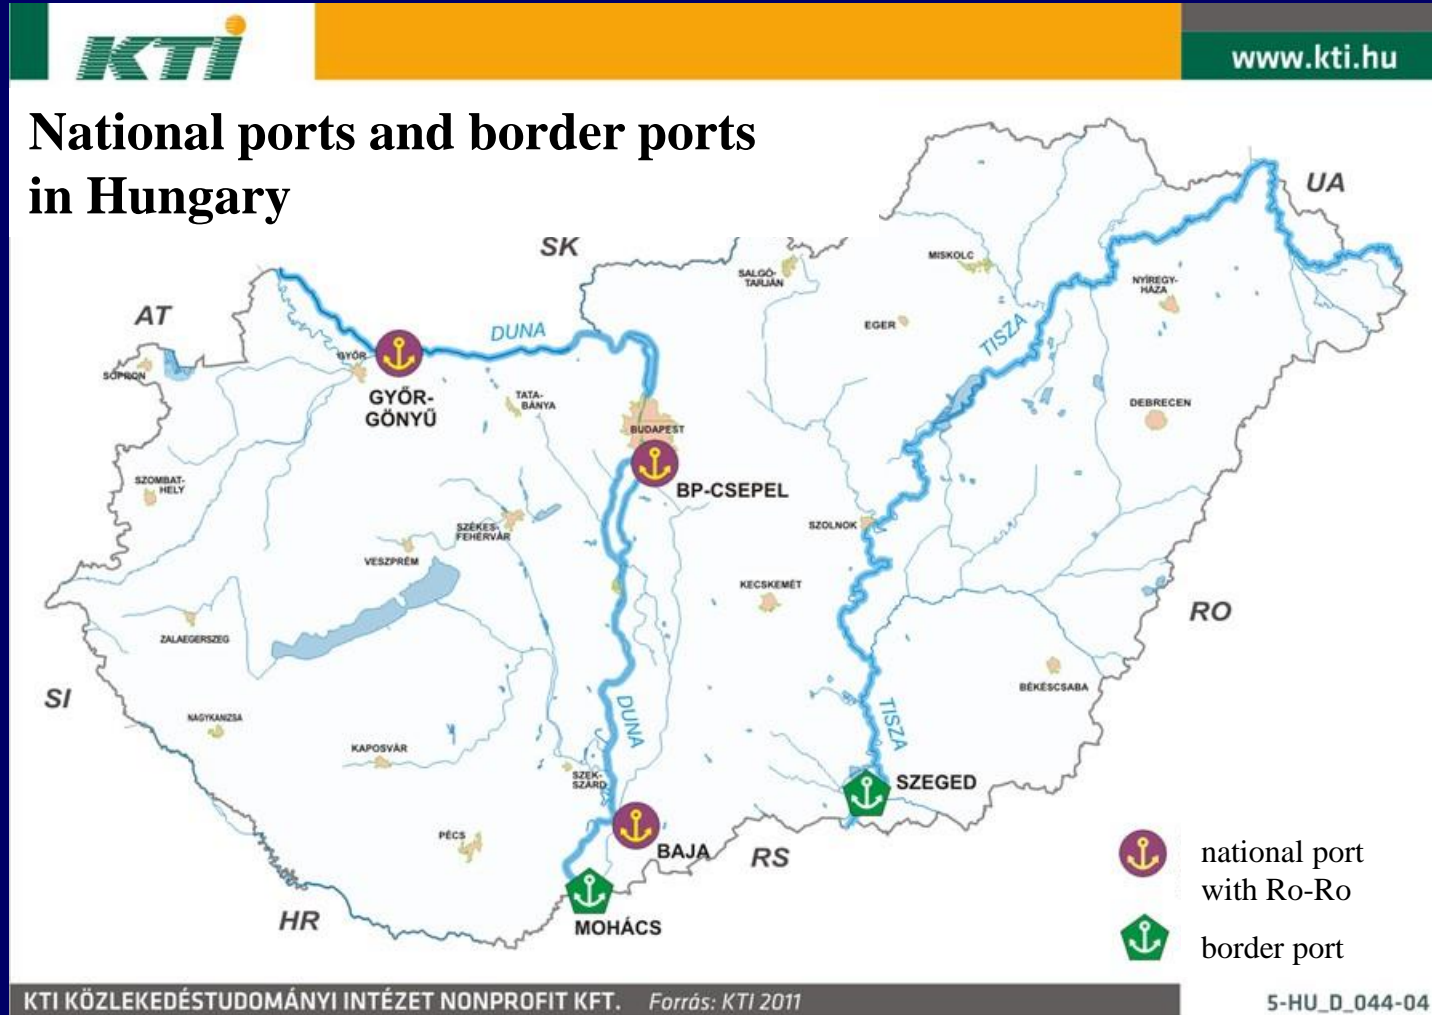 KTI
www.kti.hu
National ports and border ports
in Hungary
UA
SK
MISKOLC
SALGÓ-
TARJÁN
NYÍREGY-
HÁZA
AT
EGER
DUNA
TISZA
GYŐR
SOPRON
GYŐR-
GÖNYŰ
TATA-
BÁNYA
DEBRECEN
BUDAPEST
SZOMBAT-
HELY
BP-CSEPEL
SZÉKES-
FEHÉRVÁR
SZOLNOK
VESZPRÉM
KECSKEMÉT
RO
ZALAEGERSZEG
SI
BÉKÉSCSABA
NAGYKANIZSA
DUNA
TISZA
KAPOSVÁR
SZEK-
SZÁRD
SZEGED
PÉCS
BAJA
RS
national port
with Ro-Ro
HR
MOHÁCS
border port
KTI KÖZLEKEDÉSTUDOMÁNYI INTÉZET NONPROFIT KFT. Forrás: KTI 2011
5-HU_D_044-04